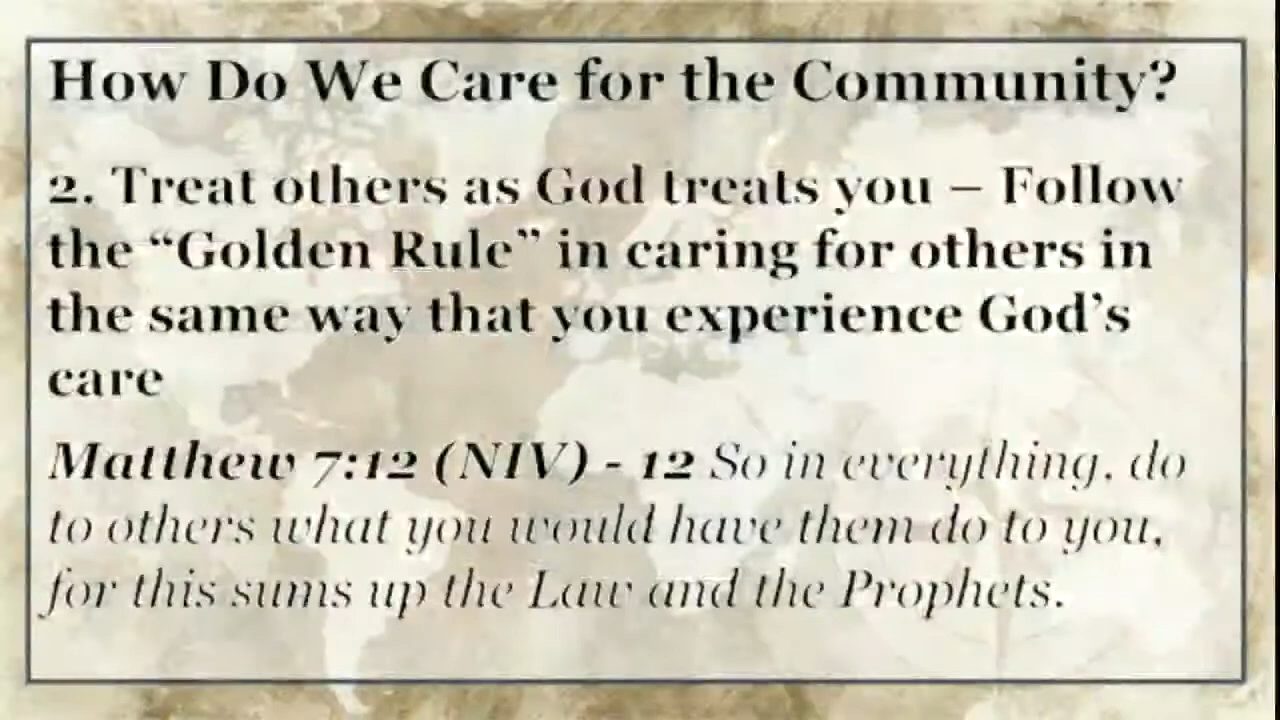 How Do We Care for the Community?
2. Treat others as God treats you – Follow
the “Golden Rule” in caring for others in
the same way that you experience God’s
care
Matthew 7:12 (NIV) - 12 So in everything, do
to others what you would have them do to you,
for this sums up the Law and the Prophets.